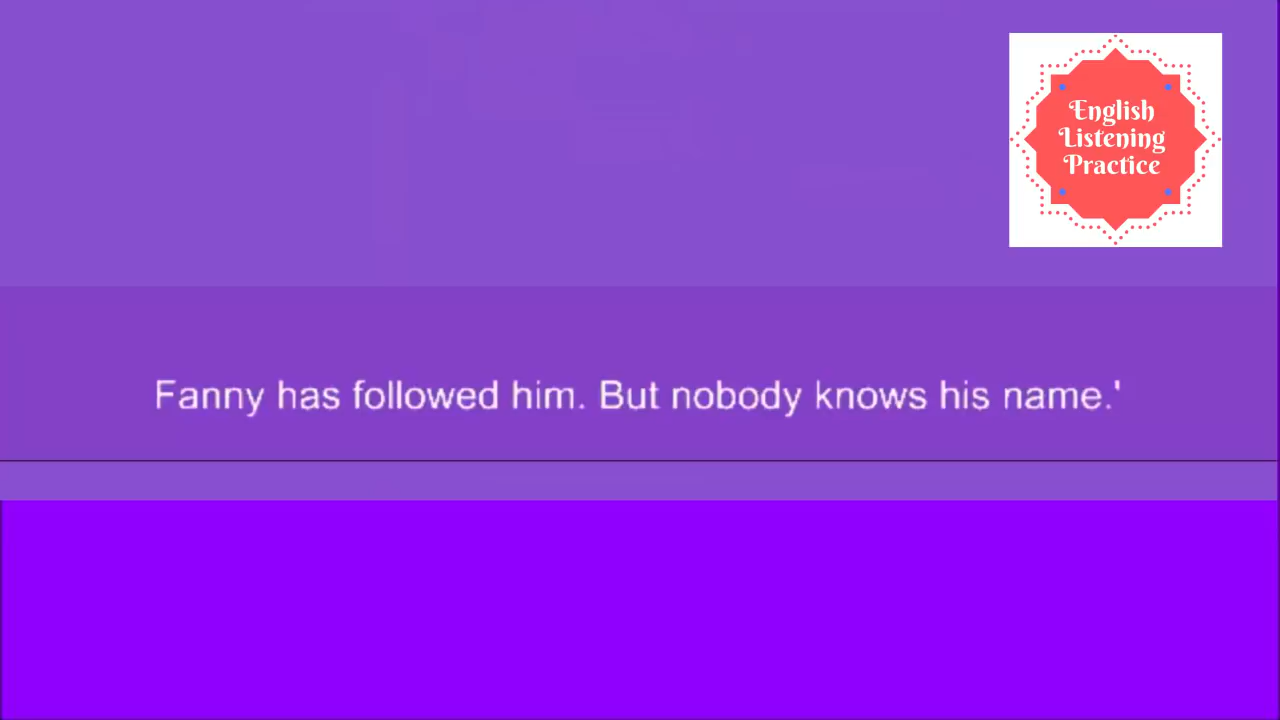 English
Listening
Practice
Fanny has followed him. But nobody knows his name.'